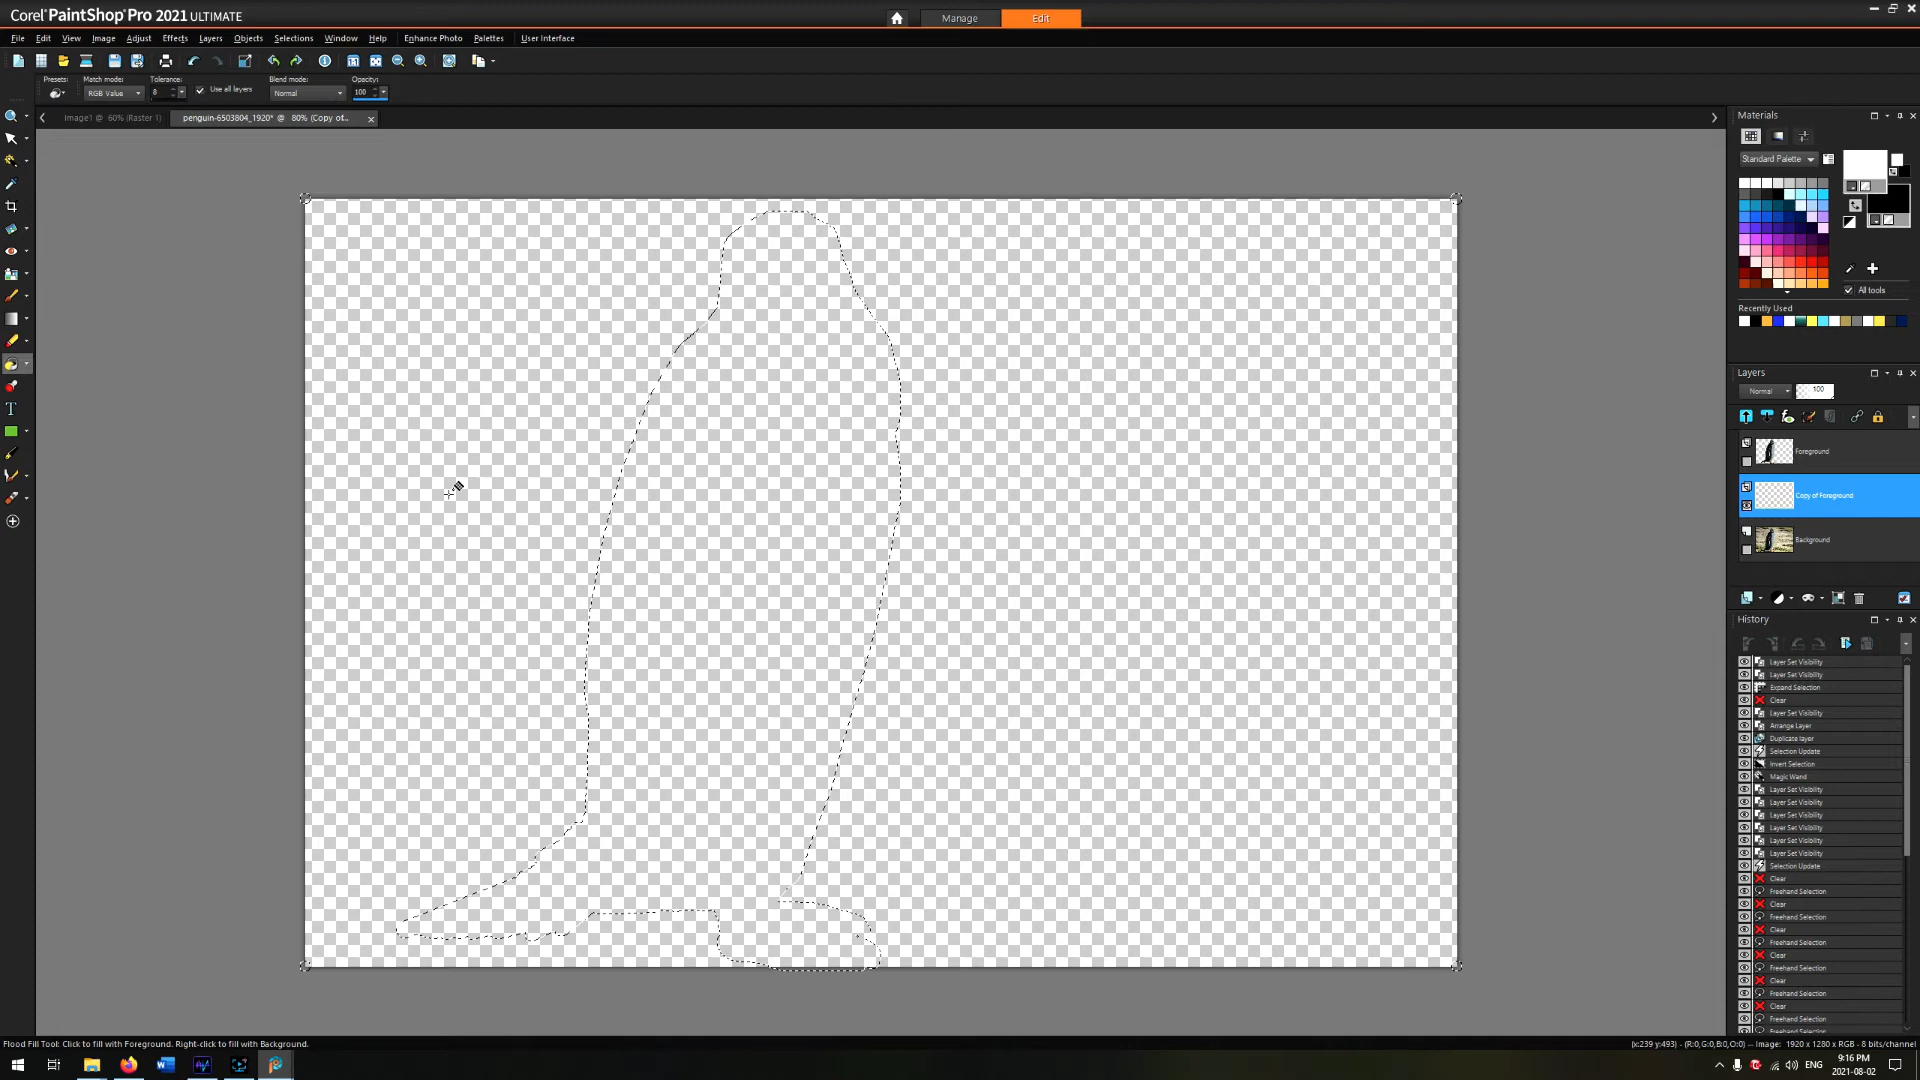 Corel PaintShop Pro 2021 ULTIMATE
Manage
Edit
File Edit View Image Adjust Effects Layers Objects Selections Window Help Enhance Photo Palettes User Interface
Presets: Match mode: Tolerance: Use all layers Blend mode: Opacity:
RGB Value 8 Normal 100
Image1 @ 60% (Raster 1)
penguin-6503804_1920* @ 80% (Copy of...
Materials
Standard Palette
All tools
Recently Used
Layers
Normal 100
Foreground
Copy of Foreground
Background
History
Layer Set Visibility
Layer Set Visibility
Expand Selection
Clear
Layer Set Visibility
Arrange Layer
Duplicate layer
Selection Update
Invert Selection
Magic Wand
Layer Set Visibility
Layer Set Visibility
Layer Set Visibility
Layer Set Visibility
Layer Set Visibility
Layer Set Visibility
Selection Update
Clear
Freehand Selection
Clear
Freehand Selection
Clear
Freehand Selection
Clear
Freehand Selection
Clear
Freehand Selection
Clear
Freehand Selection
Freehand Selection
Flood Fill Tool: Click to fill with Foreground. Right-click to fill with Background.
(x:239 y:493) - (R:0,G:0,B:0,O:0) -- Image: 1920 x 1280 x RGB - 8 bits/channel
ENG
9:16 PM
2021-08-02